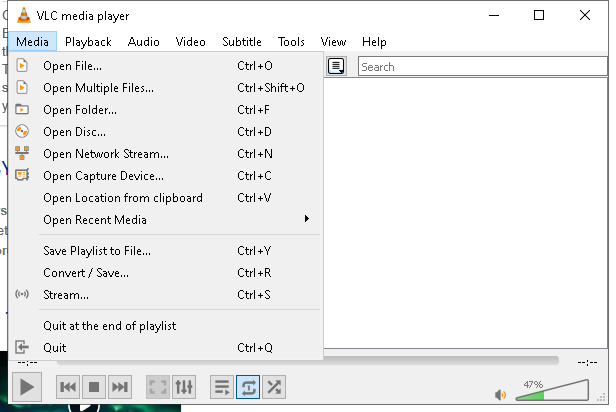 VLC media player
Media Playback Audio Video Subtitle Tools View Help
Open File... Ctrl+O
Open Multiple Files... Ctrl+Shift+O
Open Folder... Ctrl+F
Open Disc... Ctrl+D
Open Network Stream... Ctrl+N
Open Capture Device... Ctrl+C
Open Location from clipboard Ctrl+V
Open Recent Media
Save Playlist to File... Ctrl+Y
Convert / Save... Ctrl+R
Stream... Ctrl+S
Quit at the end of playlist
Quit Ctrl+Q
Search
--:-- --:--
47%